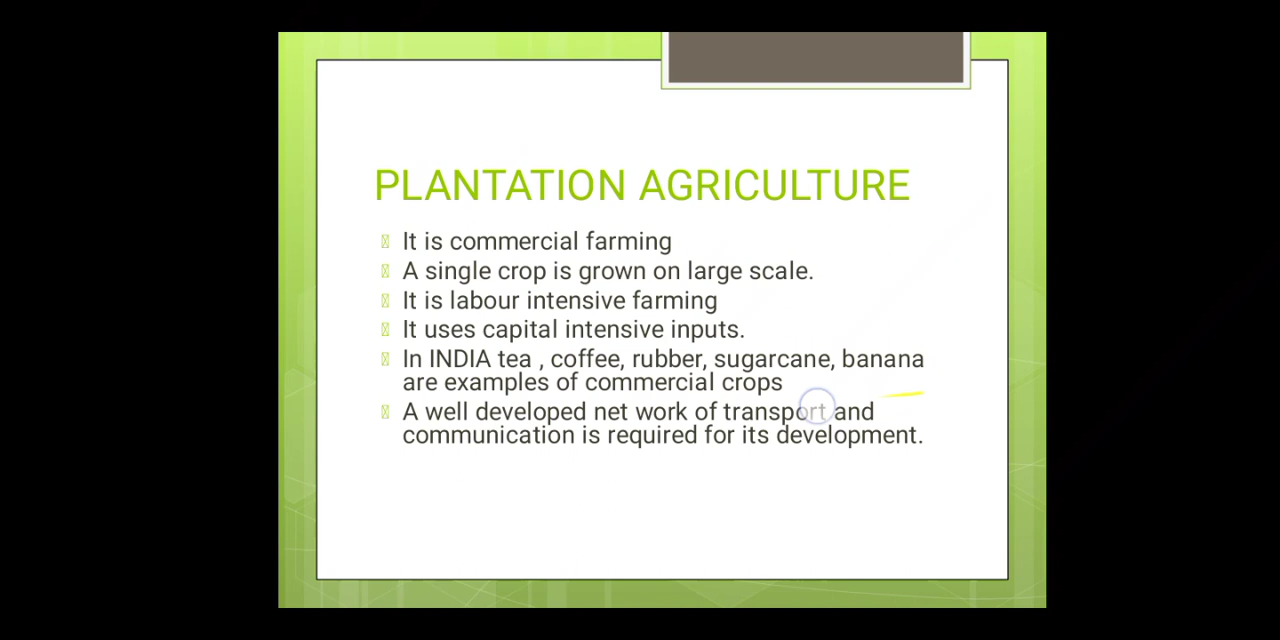 PLANTATION AGRICULTURE
It is commercial farming
A single crop is grown on large scale.
It is labour intensive farming
It uses capital intensive inputs.
In INDIA tea , coffee, rubber, sugarcane, banana
are examples of commercial crops
A well developed net work of transport and
communication is required for its development.